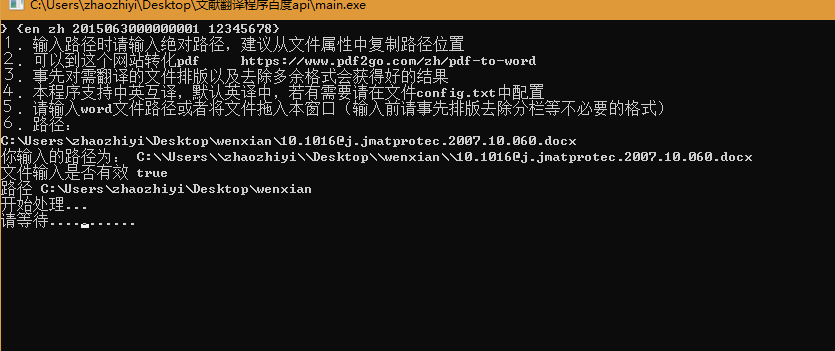 C:\Users\zhaozhiyi\Desktop\文献翻译程序百度api\main.exe
} {en zh 2015063000000001 12345678}
1. 输入路径时请输入绝对路径，建议从文件属性中复制路径位置
2. 可以到这个网站转化pdf    https://www.pdf2go.com/zh/pdf-to-word
3. 事先对需翻译的文件排版以及去除多余格式会获得好的结果
4. 本程序支持中英互译，默认英译中，若有需要请在文件config.txt中配置
5. 请输入word文件路径或者将文件拖入本窗口（输入前请事先排版去除分栏等不必要的格式）
6. 路径：
C:\Users\zhaozhiyi\Desktop\wenxian\10.1016@j.jmatprotec.2007.10.060.docx
你输入的路径为： C:\\Users\\zhaozhiyi\\Desktop\\wenxian\\10.1016@j.jmatprotec.2007.10.060.docx
文件输入是否有效 true
路径 C:\Users\zhaozhiyi\Desktop\wenxian
开始处理...
请等待...........